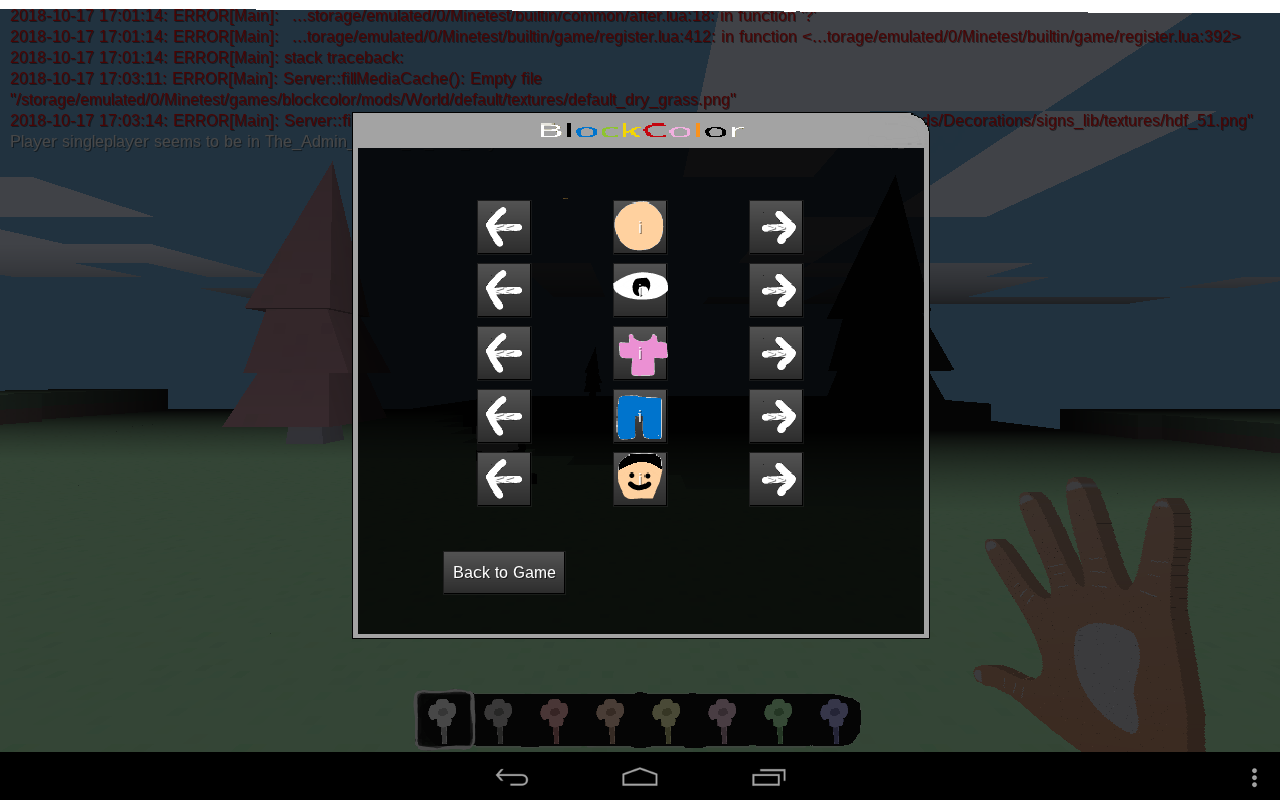 2018-10-17 17:01:14: ERROR[Main]: ...storage/emulated/0/Minetest/builtin/common/after.lua:18: in function '?'
2018-10-17 17:01:14: ERROR[Main]: ...torage/emulated/0/Minetest/builtin/game/register.lua:412: in function <...torage/emulated/0/Minetest/builtin/game/register.lua:392>
2018-10-17 17:01:14: ERROR[Main]: stack traceback:
2018-10-17 17:03:11: ERROR[Main]: Server::fillMediaCache(): Empty file
"/storage/emulated/0/Minetest/games/blockcolor/mods/World/default/textures/default_dry_grass.png"
2018-10-17 17:03:14: ERROR[Main]: Server::fi ds/Decorations/signs_lib/textures/hdf_51.png"
Player singleplayer seems to be in The_Admin_
BlockColor
i
i
i
i
i
Back to Game